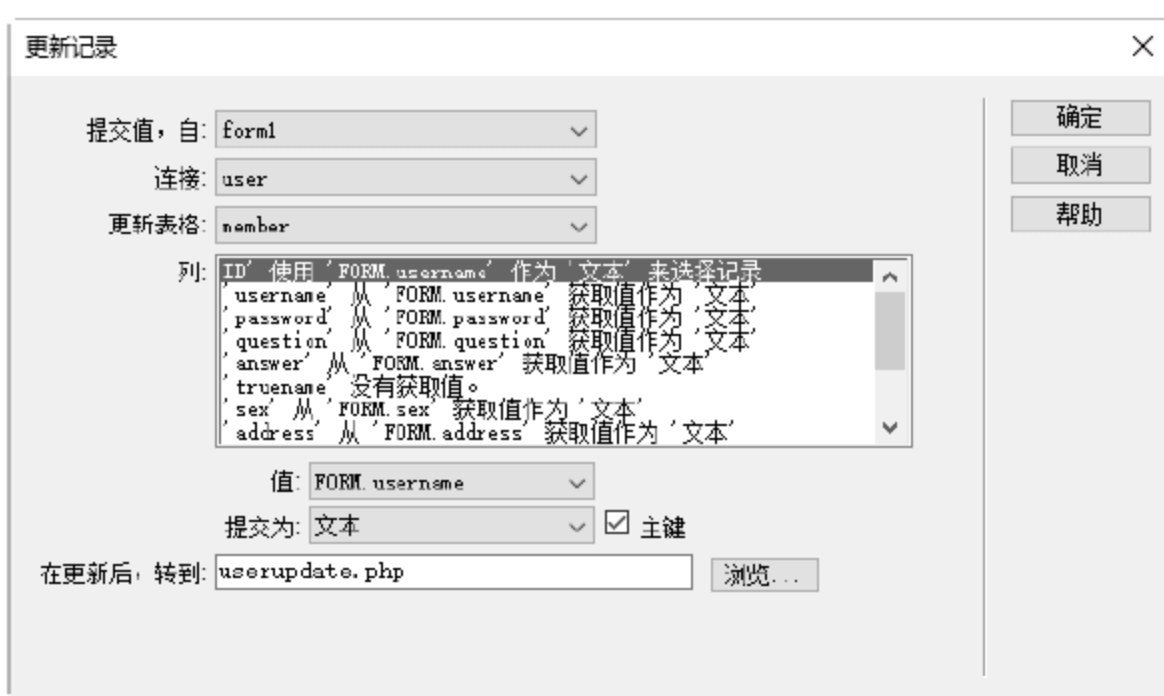 更新记录
提交值，自: form1
确定
连接: user
取消
更新表格: member
帮助
列: ID' 使用 'FORM.username' 作为 '文本' 来选择记录
'username' 从 'FORM.username' 获取值作为 '文本'
'password' 从 'FORM.password' 获取值作为 '文本'
'question' 从 'FORM.question' 获取值作为 '文本'
'answer' 从 'FORM.answer' 获取值作为 '文本'
'truename' 没有获取值。
'sex' 从 'FORM.sex' 获取值作为 '文本'
'address' 从 'FORM.address' 获取值作为 '文本'
值: FORM.username
提交为: 文本 主键
在更新后，转到: userupdate.php 浏览...